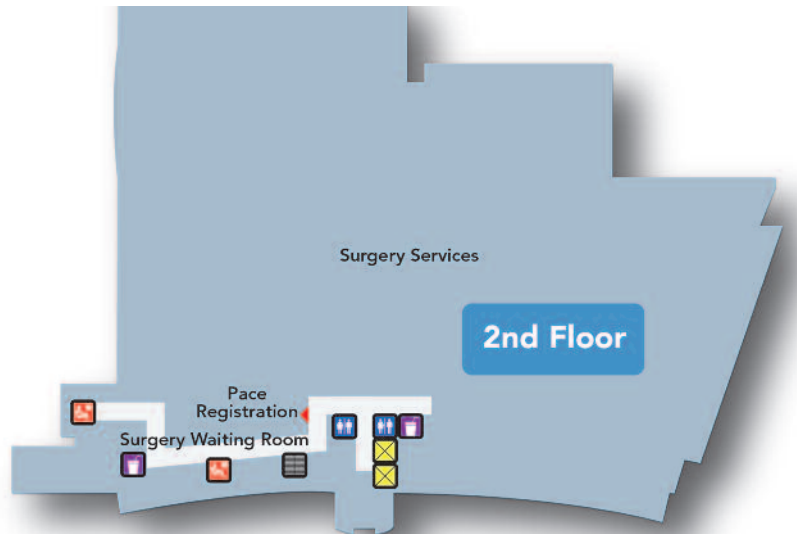 Surgery Services
2nd Floor
Pace
Registration
Surgery Waiting Room